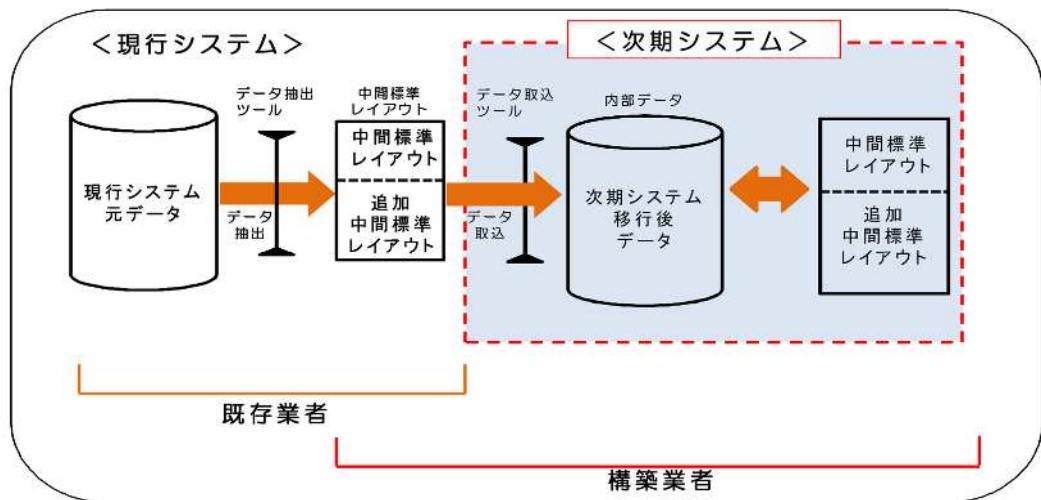 ＜現行システム＞
＜次期システム＞
データ抽出
ツール
中間標準
レイアウト
データ取込
ツール
内部データ
現行システム
元データ
データ
抽出
中間標準
レイアウト
追加
中間標準
レイアウト
データ
取込
次期システム
移行後
データ
中間標準
レイアウト
追加
中間標準
レイアウト
既存業者
構築業者